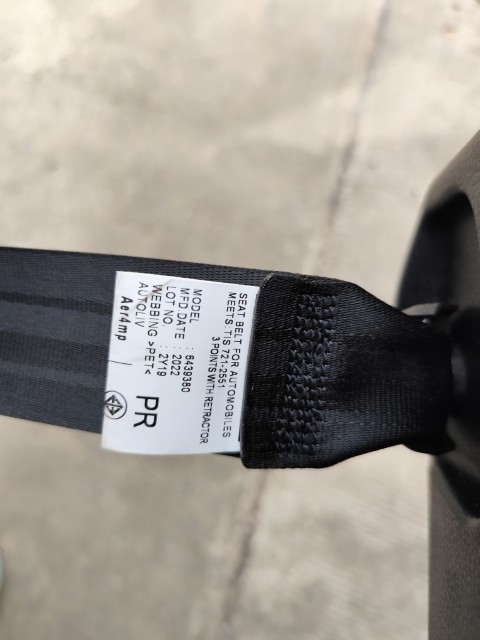 SEAT BELT FOR AUTOMOBILES
MEETS TIS 721-2551
3 POINTS WITH RETRACTOR
MODEL : 6439380
MFD DATE : 2022
LOT NO : 2Y19
WEBBING >PET<
AUTOLIV
Aer4mp
PR